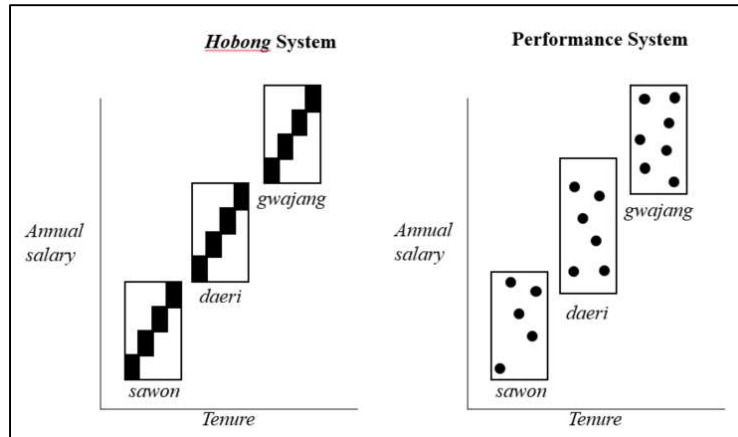 Hobong System
gwajang
Annual
salary
daeri
sawon
Tenure
Performance System
gwajang
Annual
salary
daeri
sawon
Tenure